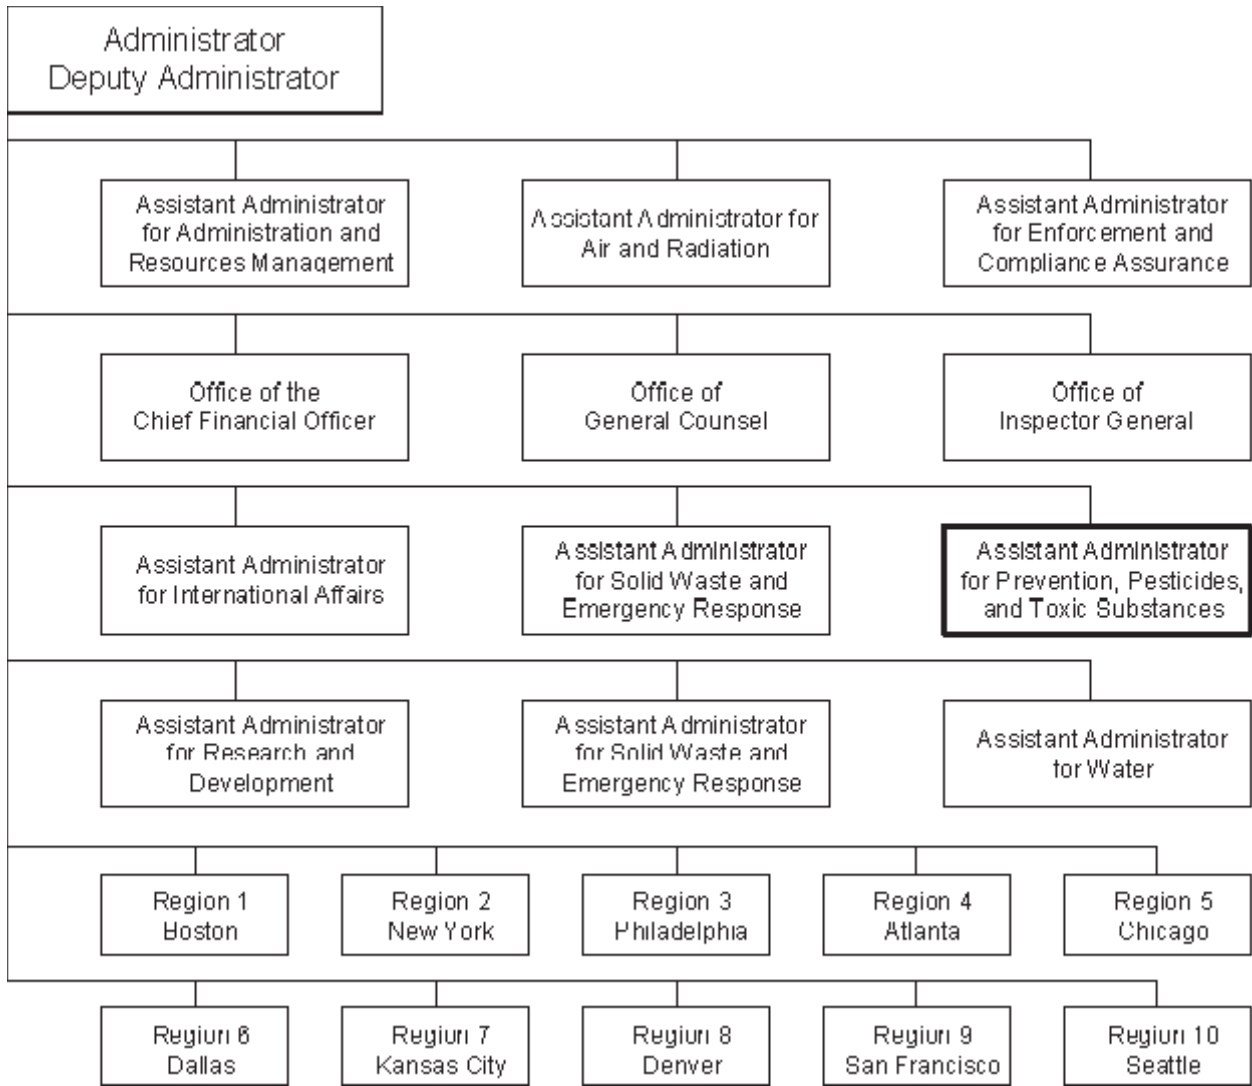 Administrator
Deputy Administrator
Assistant Administrator
for Administration and
Resources Management
Assistant Administrator for
Air and Radiation
Assistant Administrator
for Enforcement and
Compliance Assurance
Office of the
Chief Financial Officer
Office of
General Counsel
Office of
Inspector General
Assistant Administrator
for International Affairs
Assistant Administrator
for Solid Waste and
Emergency Response
Assistant Administrator
for Prevention, Pesticides,
and Toxic Substances
Assistant Administrator
for Research and
Development
Assistant Administrator
for Solid Waste and
Emergency Response
Assistant Administrator
for Water
Region 1
Boston
Region 2
New York
Region 3
Philadelphia
Region 4
Atlanta
Region 5
Chicago
Region 6
Dallas
Region 7
Kansas City
Region 8
Denver
Region 9
San Francisco
Region 10
Seattle